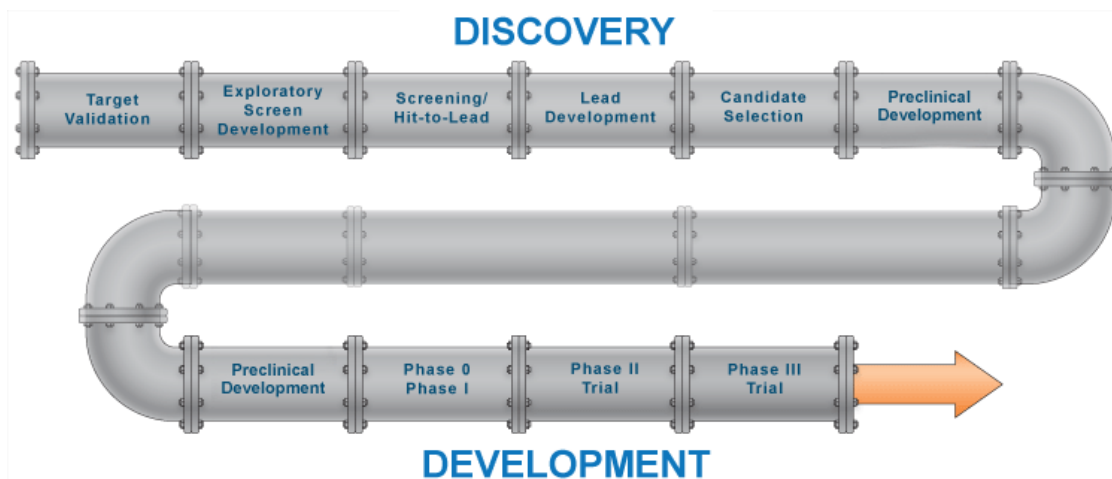 DISCOVERY
Target
Validation
Exploratory
Screen
Development
Screening/
Hit-to-Lead
Lead
Development
Candidate
Selection
Preclinical
Development
Preclinical
Development
Phase 0
Phase I
Phase II
Trial
Phase III
Trial
DEVELOPMENT